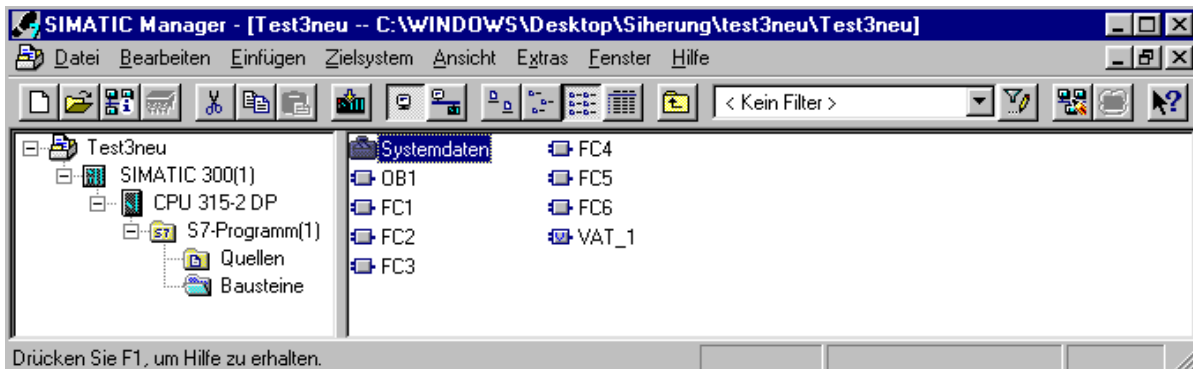 SIMATIC Manager - [Test3neu -- C:\WINDOWS\Desktop\Siherung\test3neu\Test3neu]
Datei Bearbeiten Einfügen Zielsystem Ansicht Extras Fenster Hilfe
< Kein Filter >
Test3neu
SIMATIC 300(1)
CPU 315-2 DP
S7-Programm(1)
Quellen
Bausteine
Systemdaten
OB1
FC1
FC2
FC3
FC4
FC5
FC6
VAT_1
Drücken Sie F1, um Hilfe zu erhalten.